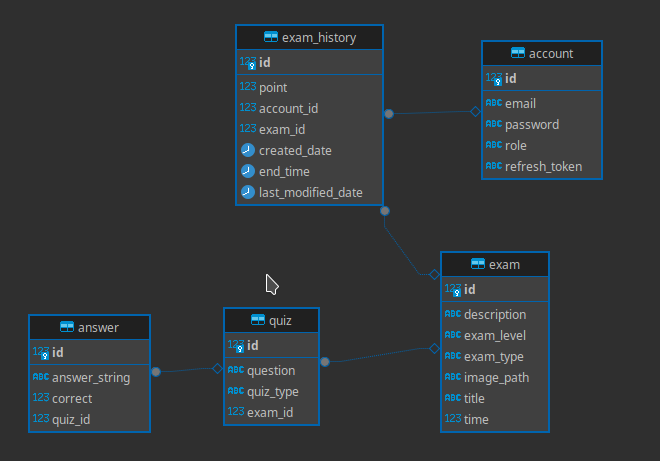 exam_history
123 id
123 point
123 account_id
123 exam_id
created_date
end_time
last_modified_date
account
123 id
ABC email
ABC password
ABC role
ABC refresh_token
exam
123 id
ABC description
ABC exam_level
ABC exam_type
ABC image_path
ABC title
123 time
quiz
123 id
ABC question
ABC quiz_type
123 exam_id
answer
123 id
ABC answer_string
123 correct
123 quiz_id